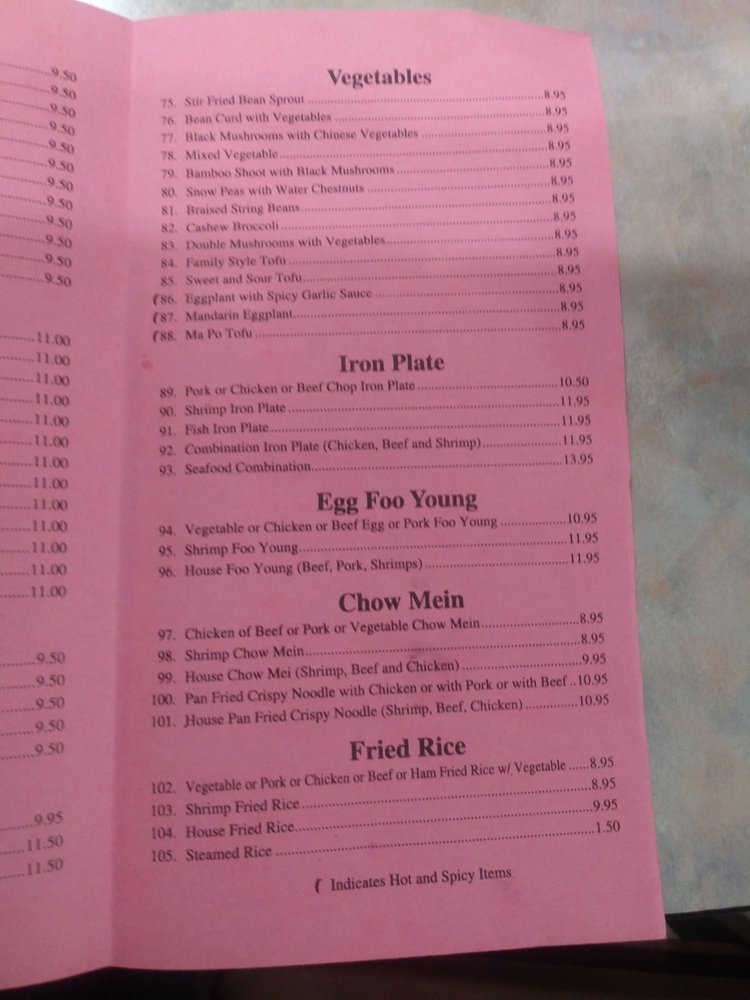 .....9.50
.....9.50
.....9.50
.....9.50
.....9.50
.....9.50
.....9.50
.....9.50
.....9.50
.....9.50
.....9.50
.....9.50
.....11.00
.....11.00
.....11.00
.....11.00
.....11.00
.....11.00
.....11.00
.....11.00
.....11.00
.....11.00
.....11.00
.....11.00
.....11.00
.....9.50
.....9.50
.....9.50
.....9.50
.....9.50
.....9.95
.....11.50
.....11.50
Vegetables
75. Stir Fried Bean Sprout .....8.95
76. Bean Curd with Vegetables .....8.95
77. Black Mushrooms with Chinese Vegetables .....8.95
78. Mixed Vegetable.....8.95
79. Bamboo Shoot with Black Mushrooms .....8.95
80. Snow Peas with Water Chestnuts .....8.95
81. Braised String Beans.....8.95
82. Cashew Broccoli .....8.95
83. Double Mushrooms with Vegetables.....8.95
84. Family Style Tofu .....8.95
85. Sweet and Sour Tofu.....8.95
86. Eggplant with Spicy Garlic Sauce .....8.95
87. Mandarin Eggplant.....8.95
88. Ma Po Tofu .....8.95
Iron Plate
89. Pork or Chicken or Beef Chop Iron Plate .....10.50
90. Shrimp Iron Plate .....11.95
91. Fish Iron Plate .....11.95
92. Combination Iron Plate (Chicken, Beef and Shrimp).....11.95
93. Seafood Combination.....13.95
Egg Foo Young
94. Vegetable or Chicken or Beef Egg or Pork Foo Young .....10.95
95. Shrimp Foo Young.....11.95
96. House Foo Young (Beef, Pork, Shrimps) .....11.95
Chow Mein
97. Chicken of Beef or Pork or Vegetable Chow Mein.....8.95
98. Shrimp Chow Mein.....8.95
99. House Chow Mei (Shrimp, Beef and Chicken) .....9.95
100. Pan Fried Crispy Noodle with Chicken or with Pork or with Beef ..10.95
101. House Pan Fried Crispy Noodle (Shrimp, Beef, Chicken) .....10.95
Fried Rice
102. Vegetable or Pork or Chicken or Beef or Ham Fried Rice w/ Vegetable .....8.95
103. Shrimp Fried Rice .....8.95
104. House Fried Rice.....9.95
105. Steamed Rice .....1.50
Indicates Hot and Spicy Items